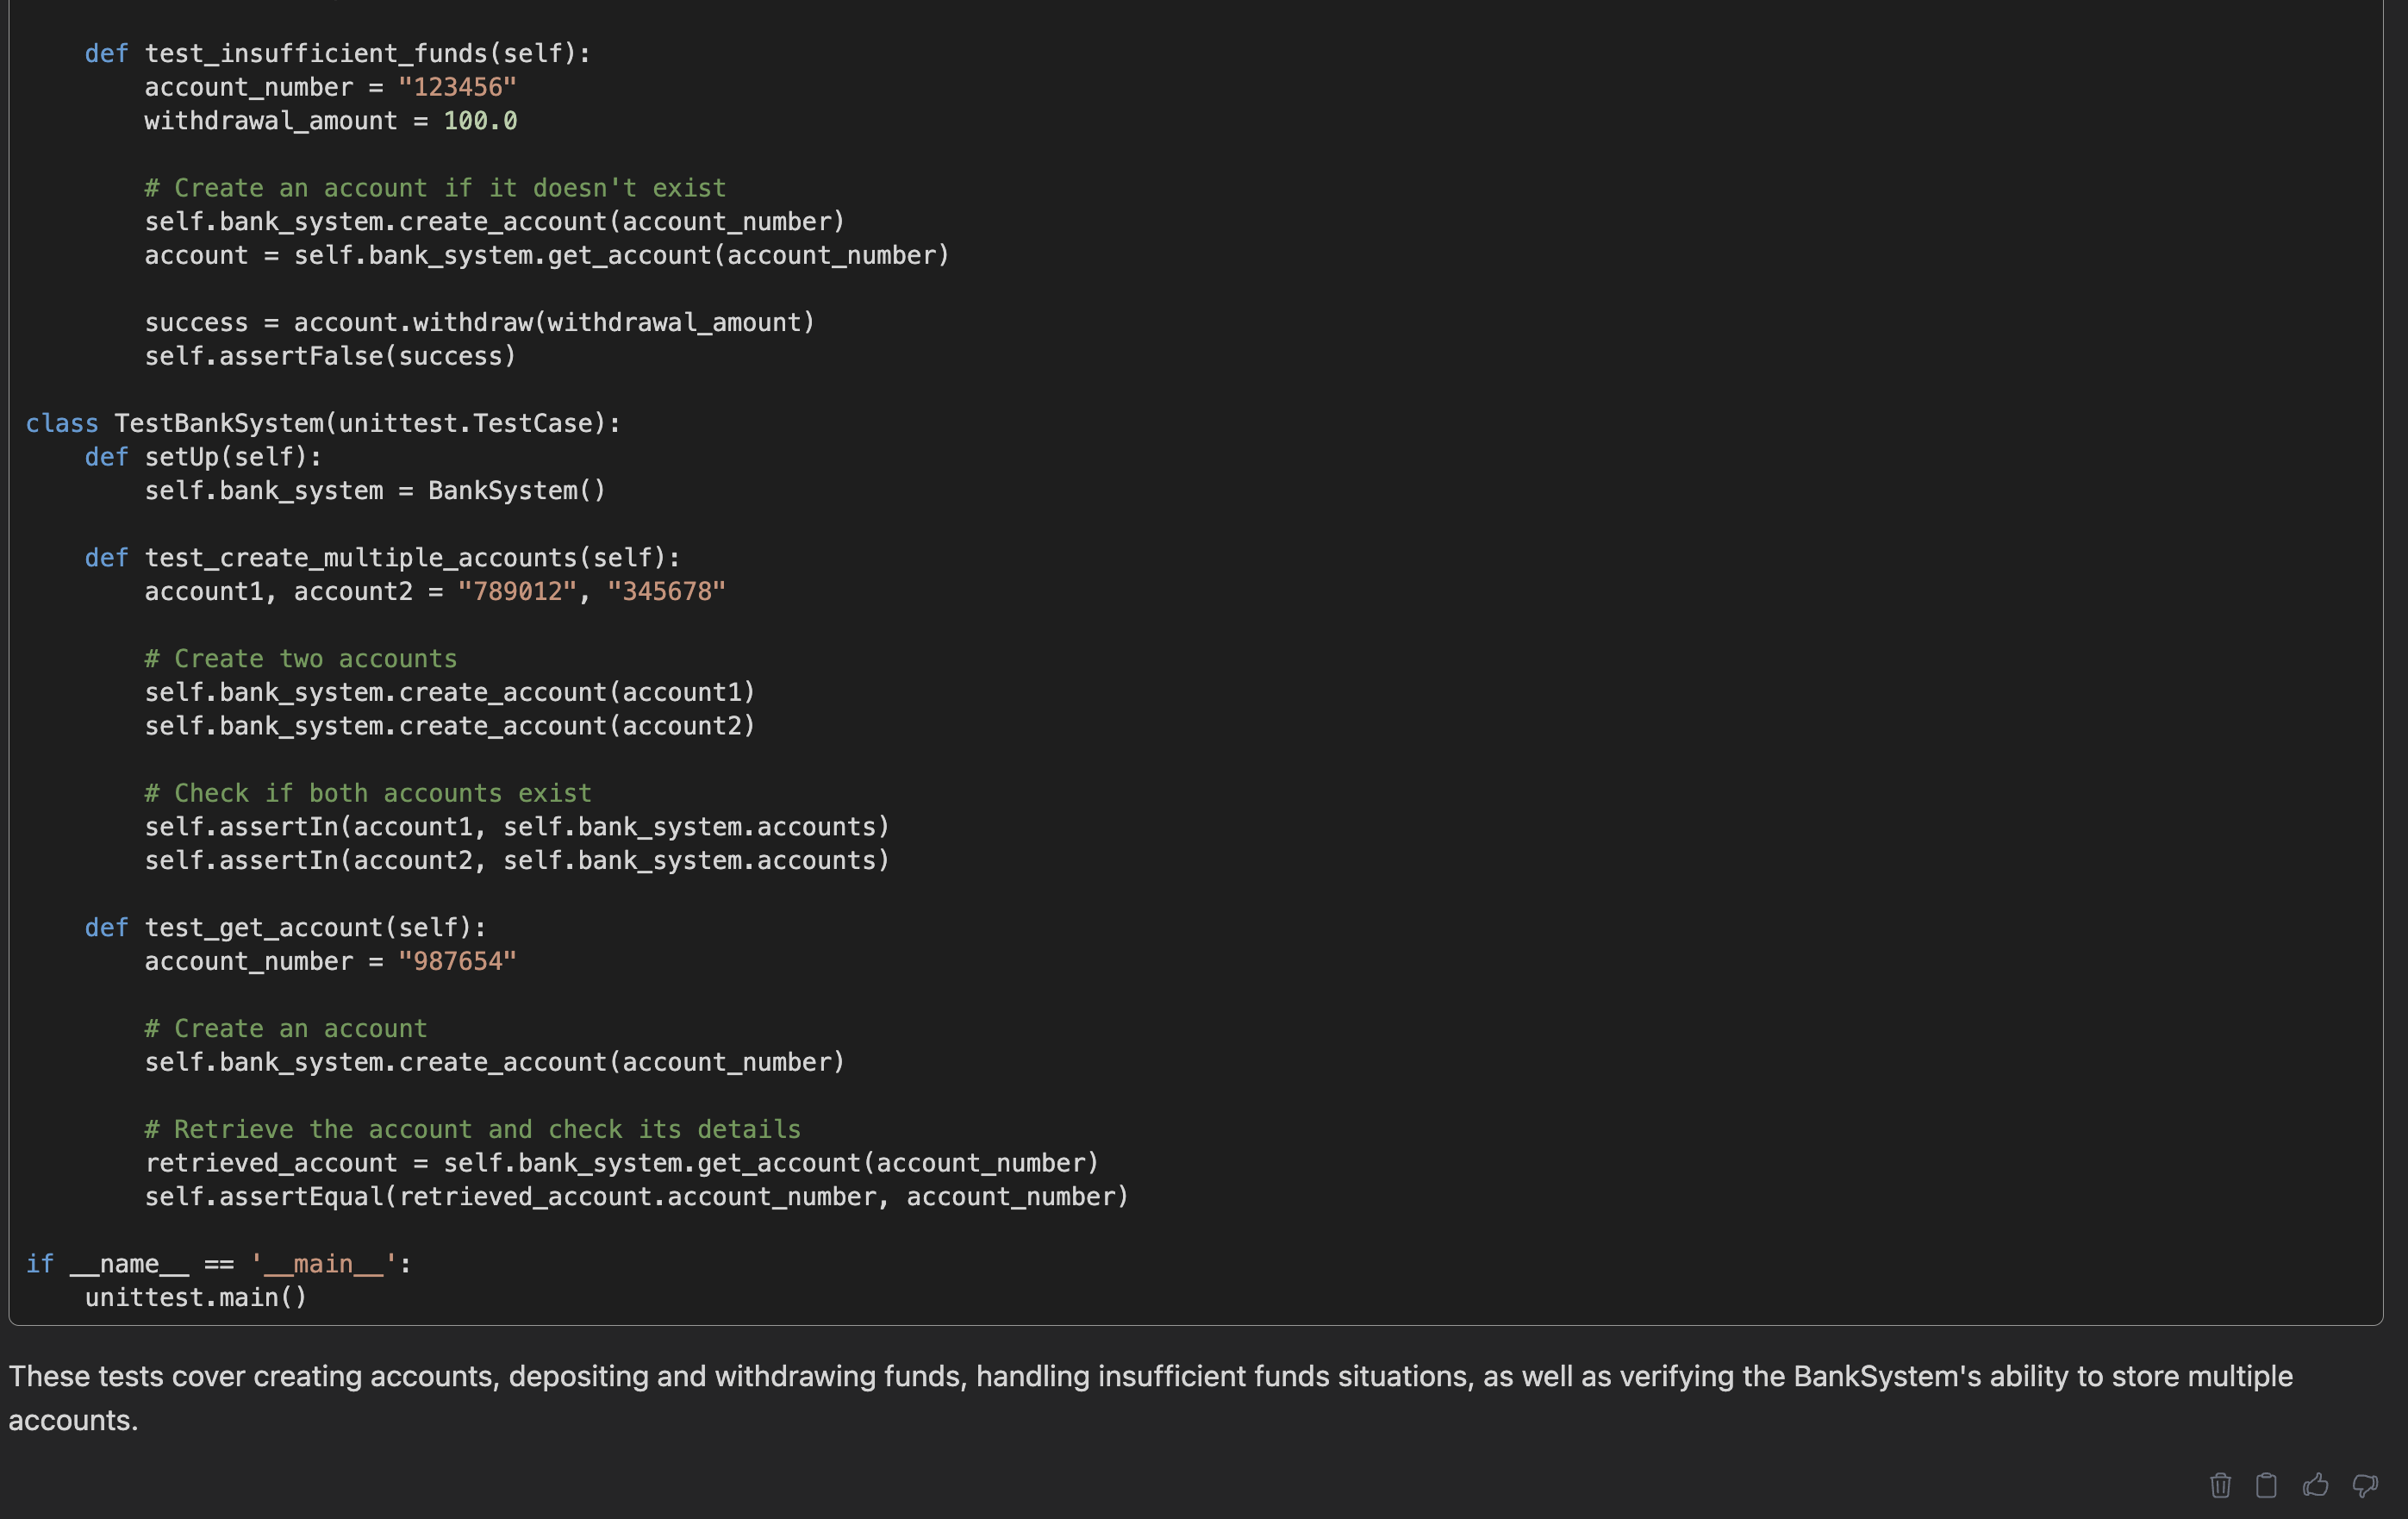 def test_insufficient_funds(self):
        account_number = "123456"
        withdrawal_amount = 100.0

        # Create an account if it doesn't exist
        self.bank_system.create_account(account_number)
        account = self.bank_system.get_account(account_number)

        success = account.withdraw(withdrawal_amount)
        self.assertFalse(success)

class TestBankSystem(unittest.TestCase):
    def setUp(self):
        self.bank_system = BankSystem()

    def test_create_multiple_accounts(self):
        account1, account2 = "789012", "345678"

        # Create two accounts
        self.bank_system.create_account(account1)
        self.bank_system.create_account(account2)

        # Check if both accounts exist
        self.assertIn(account1, self.bank_system.accounts)
        self.assertIn(account2, self.bank_system.accounts)

    def test_get_account(self):
        account_number = "987654"

        # Create an account
        self.bank_system.create_account(account_number)

        # Retrieve the account and check its details
        retrieved_account = self.bank_system.get_account(account_number)
        self.assertEqual(retrieved_account.account_number, account_number)

if __name__ == '__main__':
    unittest.main()
These tests cover creating accounts, depositing and withdrawing funds, handling insufficient funds situations, as well as verifying the BankSystem's ability to store multiple
accounts.